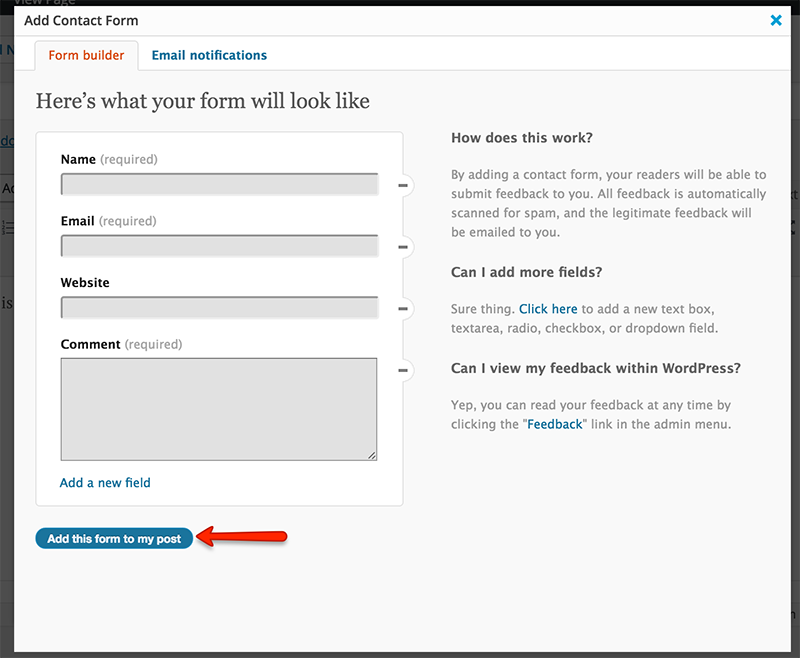 View Page
Add Contact Form
Form builder
Email notifications
Here's what your form will look like
Name (required)
Email (required)
Website
Comment (required)
Add a new field
Add this form to my post
How does this work?
By adding a contact form, your readers will be able to
submit feedback to you. All feedback is automatically
scanned for spam, and the legitimate feedback will
be emailed to you.
Can I add more fields?
Sure thing. Click here to add a new text box,
textarea, radio, checkbox, or dropdown field.
Can I view my feedback within WordPress?
Yep, you can read your feedback at any time by
clicking the "Feedback" link in the admin menu.
is